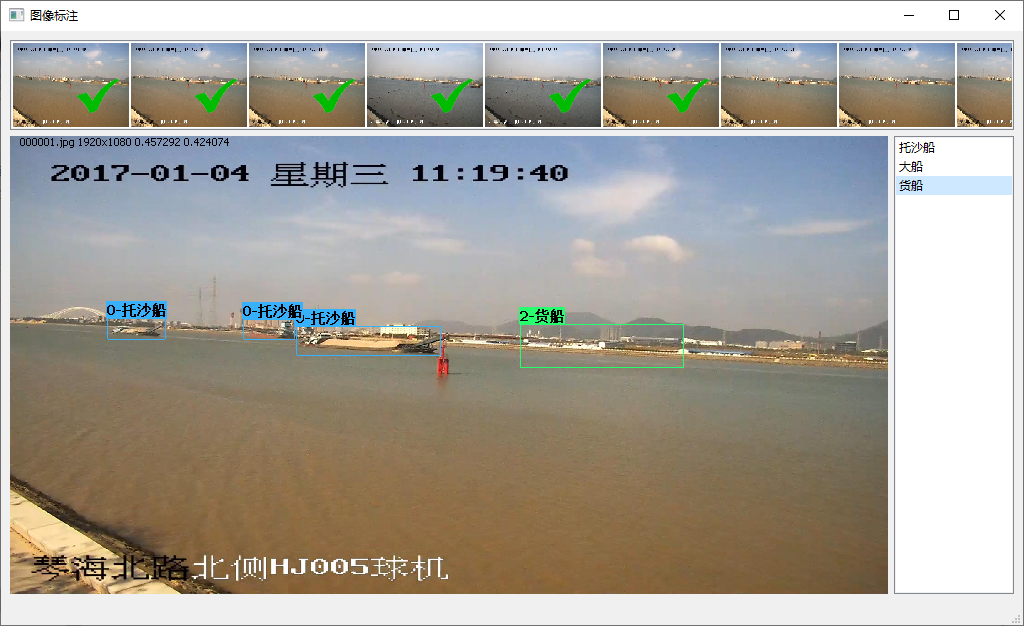 图像标注
000001.jpg 1920x1080 0.457292 0.424074
2017-01-04 星期三 11:19:40
0-托沙船
0-托沙船
0-托沙船
2-货船
琴海北路北侧HJ005球机
托沙船
大船
货船